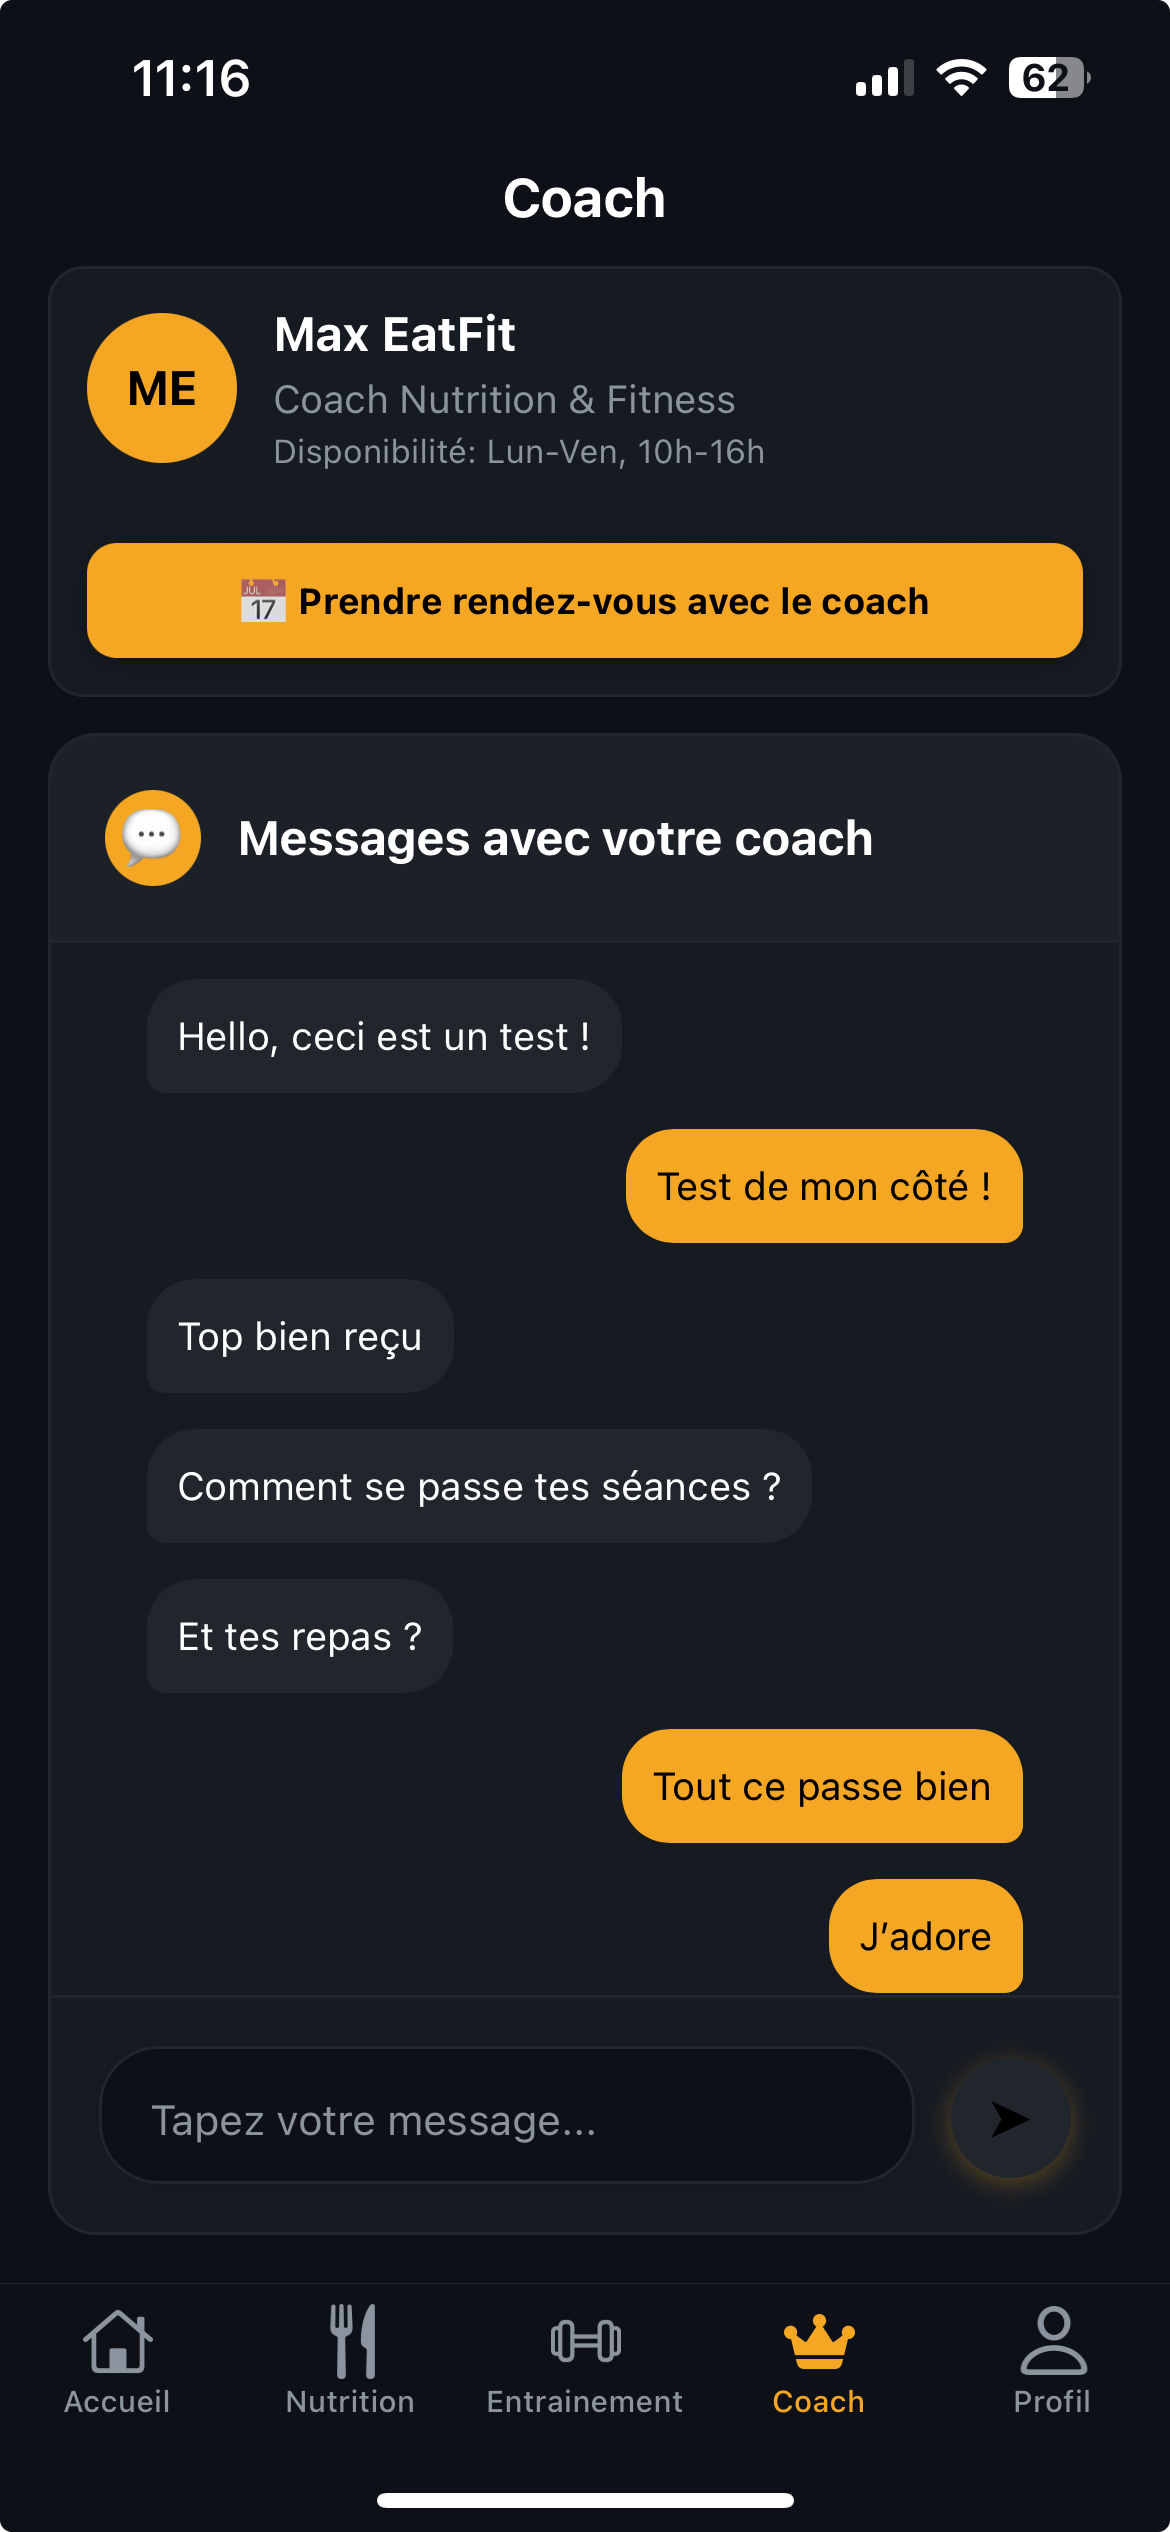 11:16
62
Coach
ME
Max EatFit
Coach Nutrition & Fitness
Disponibilité: Lun-Ven, 10h-16h
JUL
17
Prendre rendez-vous avec le coach
Messages avec votre coach
Hello, ceci est un test !
Test de mon côté !
Top bien reçu
Comment se passe tes séances ?
Et tes repas ?
Tout ce passe bien
J’adore
Tapez votre message...
Accueil
Nutrition
Entrainement
Coach
Profil